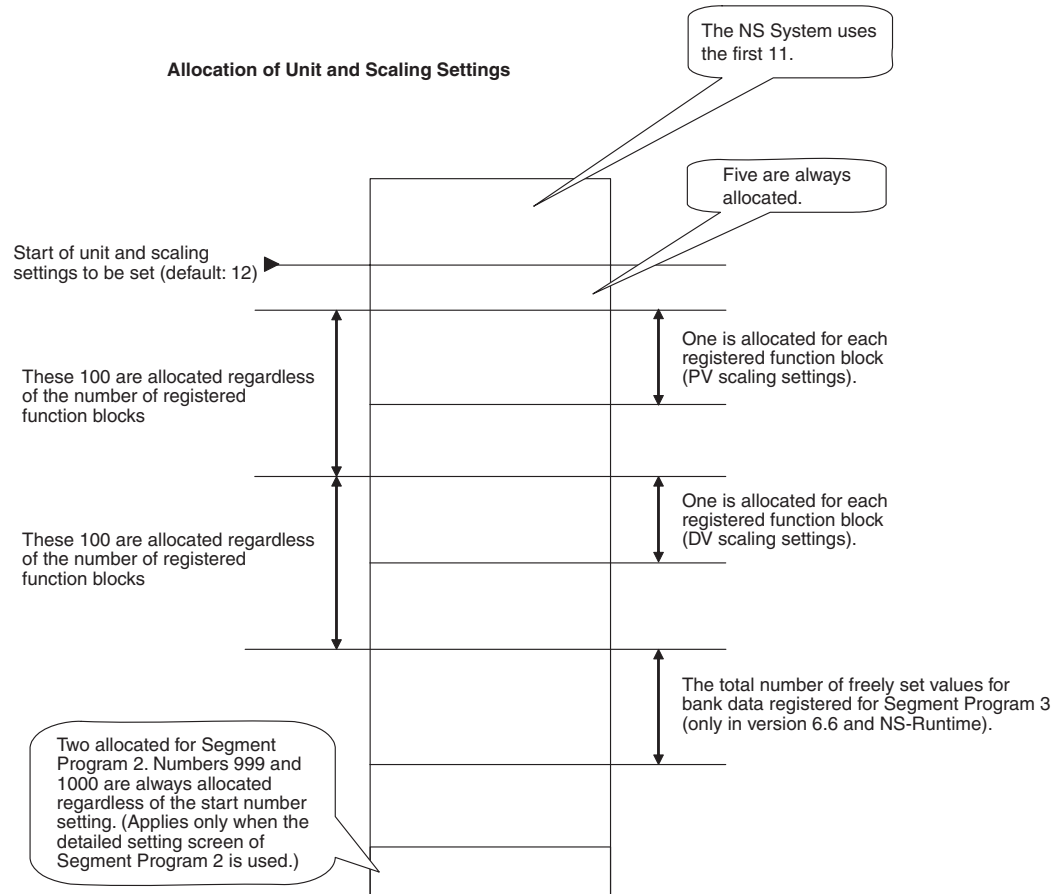 The NS System uses
the first 11.
Allocation of Unit and Scaling Settings
Five are always
allocated.
Start of unit and scaling
settings to be set (default: 12)
One is allocated for each
registered function block
(PV scaling settings).
These 100 are allocated regardless
of the number of registered
function blocks
One is allocated for each
registered function block
(DV scaling settings).
These 100 are allocated regardless
of the number of registered
function blocks
The total number of freely set values for
bank data registered for Segment Program 3
(only in version 6.6 and NS-Runtime).
Two allocated for Segment
Program 2. Numbers 999 and
1000 are always allocated
regardless of the start number
setting. (Applies only when the
detailed setting screen of
Segment Program 2 is used.)